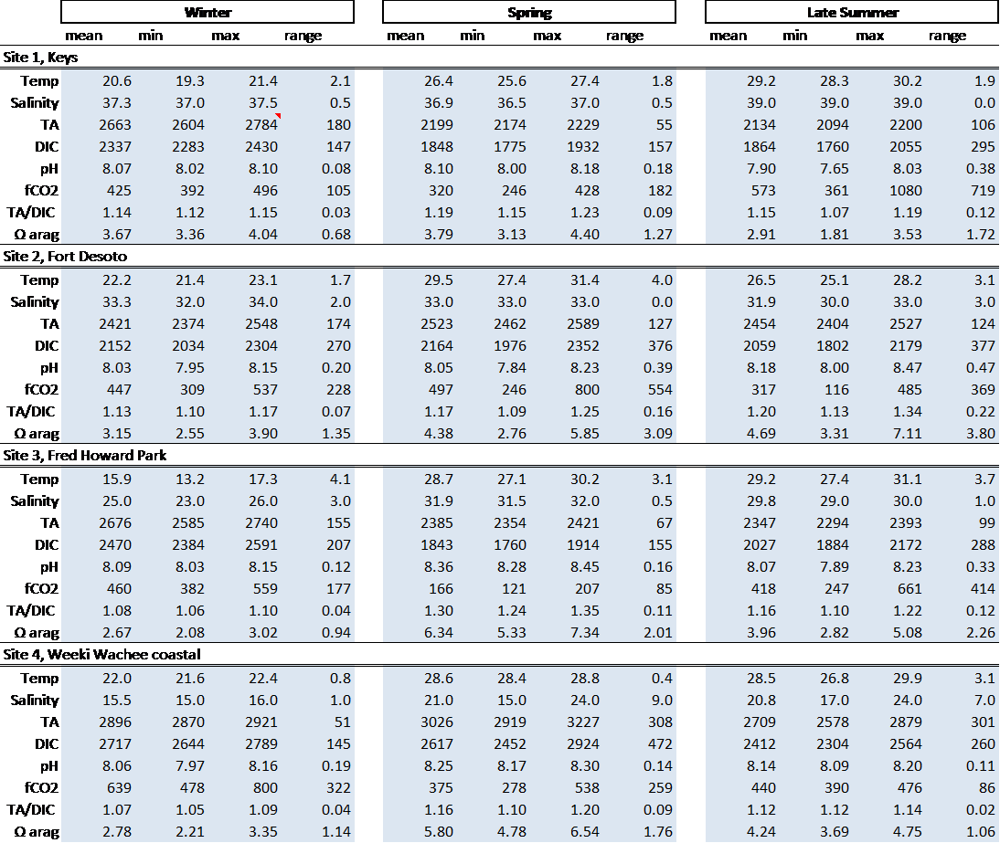 Winter Spring Late Summer
mean min max range mean min max range mean min max range
Site 1, Keys
Temp 20.6 19.3 21.4 2.1 26.4 25.6 27.4 1.8 29.2 28.3 30.2 1.9
Salinity 37.3 37.0 37.5 0.5 36.9 36.5 37.0 0.5 39.0 39.0 39.0 0.0
TA 2663 2604 2784 180 2199 2174 2229 55 2134 2094 2200 106
DIC 2337 2283 2430 147 1848 1775 1932 157 1864 1760 2055 295
pH 8.07 8.02 8.10 0.08 8.10 8.00 8.18 0.18 7.90 7.65 8.03 0.38
fCO2 425 392 496 105 320 246 428 182 573 361 1080 719
TA/DIC 1.14 1.12 1.15 0.03 1.19 1.15 1.23 0.09 1.15 1.07 1.19 0.12
Ω arag 3.67 3.36 4.04 0.68 3.79 3.13 4.40 1.27 2.91 1.81 3.53 1.72
Site 2, Fort Desoto
Temp 22.2 21.4 23.1 1.7 29.5 27.4 31.4 4.0 26.5 25.1 28.2 3.1
Salinity 33.3 32.0 34.0 2.0 33.0 33.0 33.0 0.0 31.9 30.0 33.0 3.0
TA 2421 2374 2548 174 2523 2462 2589 127 2454 2404 2527 124
DIC 2152 2034 2304 270 2164 1976 2352 376 2059 1802 2179 377
pH 8.03 7.95 8.15 0.20 8.05 7.84 8.23 0.39 8.18 8.00 8.47 0.47
fCO2 447 309 537 228 497 246 800 554 317 116 485 369
TA/DIC 1.13 1.10 1.17 0.07 1.17 1.09 1.25 0.16 1.20 1.13 1.34 0.22
Ω arag 3.15 2.55 3.90 1.35 4.38 2.76 5.85 3.09 4.69 3.31 7.11 3.80
Site 3, Fred Howard Park
Temp 15.9 13.2 17.3 4.1 28.7 27.1 30.2 3.1 29.2 27.4 31.1 3.7
Salinity 25.0 23.0 26.0 3.0 31.9 31.5 32.0 0.5 29.8 29.0 30.0 1.0
TA 2676 2585 2740 155 2385 2354 2421 67 2347 2294 2393 99
DIC 2470 2384 2591 207 1843 1760 1914 155 2027 1884 2172 288
pH 8.09 8.03 8.15 0.12 8.36 8.28 8.45 0.16 8.07 7.89 8.23 0.33
fCO2 460 382 559 177 166 121 207 85 418 247 661 414
TA/DIC 1.08 1.06 1.10 0.04 1.30 1.24 1.35 0.11 1.16 1.10 1.22 0.12
Ω arag 2.67 2.08 3.02 0.94 6.34 5.33 7.34 2.01 3.96 2.82 5.08 2.26
Site 4, Weeki Wachee coastal
Temp 22.0 21.6 22.4 0.8 28.6 28.4 28.8 0.4 28.5 26.8 29.9 3.1
Salinity 15.5 15.0 16.0 1.0 21.0 15.0 24.0 9.0 20.8 17.0 24.0 7.0
TA 2896 2870 2921 51 3026 2919 3227 308 2709 2578 2879 301
DIC 2717 2644 2789 145 2617 2452 2924 472 2412 2304 2564 260
pH 8.06 7.97 8.16 0.19 8.25 8.17 8.30 0.14 8.14 8.09 8.20 0.11
fCO2 639 478 800 322 375 278 538 259 440 390 476 86
TA/DIC 1.07 1.05 1.09 0.04 1.16 1.10 1.20 0.09 1.12 1.12 1.14 0.02
Ω arag 2.78 2.21 3.35 1.14 5.80 4.78 6.54 1.76 4.24 3.69 4.75 1.06